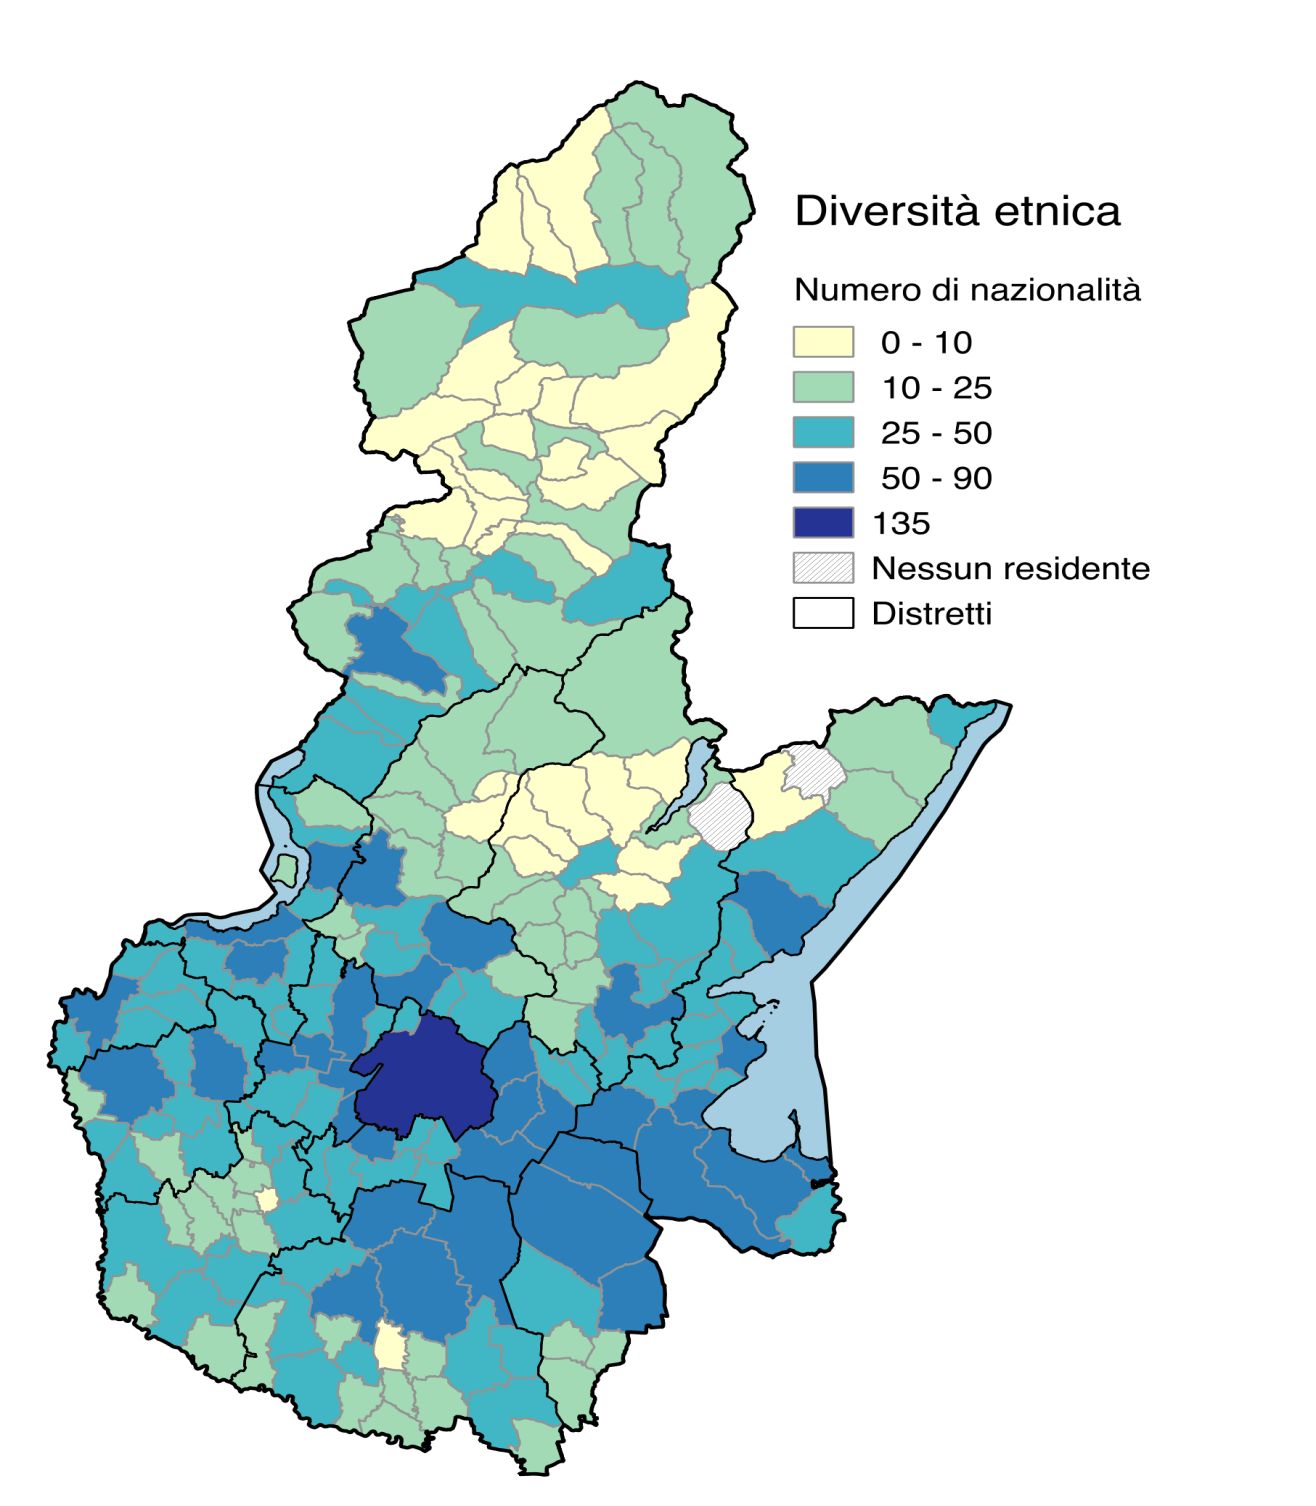 Diversità etnica
Numero di nazionalità
0 - 10
10 - 25
25 - 50
50 - 90
135
Nessun residente
Distretti